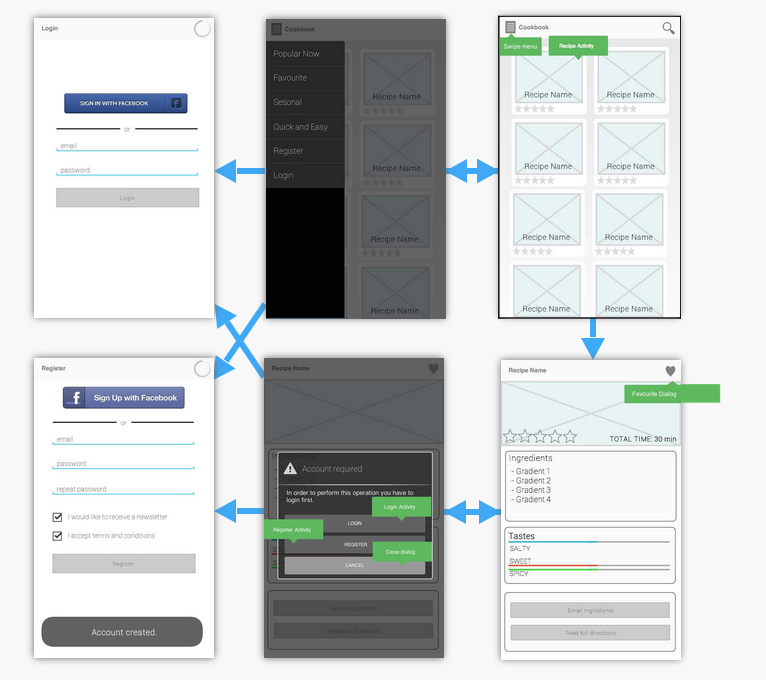 Login
SIGN IN WITH FACEBOOK
or
email
password
Login
Cookbook
Popular Now
Favourite
Sesonal
Quick and Easy
Register
Login
Recipe Name
Recipe Name
Recipe Name
Recipe Name
Cookbook
Swipe menu
Recipe Activity
Recipe Name
Recipe Name
Recipe Name
Recipe Name
Recipe Name
Recipe Name
Recipe Name
Recipe Name
Register
Sign Up with Facebook
or
email
password
repeat password
I would like to receive a newsletter
I accept terms and conditions
Register
Account created.
Recipe Name
Ingredients
Account required
In order to perform this operation you have to
login first.
Login Activity
LOGIN
Register Activity
REGISTER
Close dialog
CANCEL
Email ingredients
Read full directions
Recipe Name
Favourite Dialog
TOTAL TIME: 30 min
Ingredients
- Gradient 1
- Gradient 2
- Gradient 3
- Gradient 4
Tastes
SALTY
SWEET
SPICY
Email ingredients
Read full directions